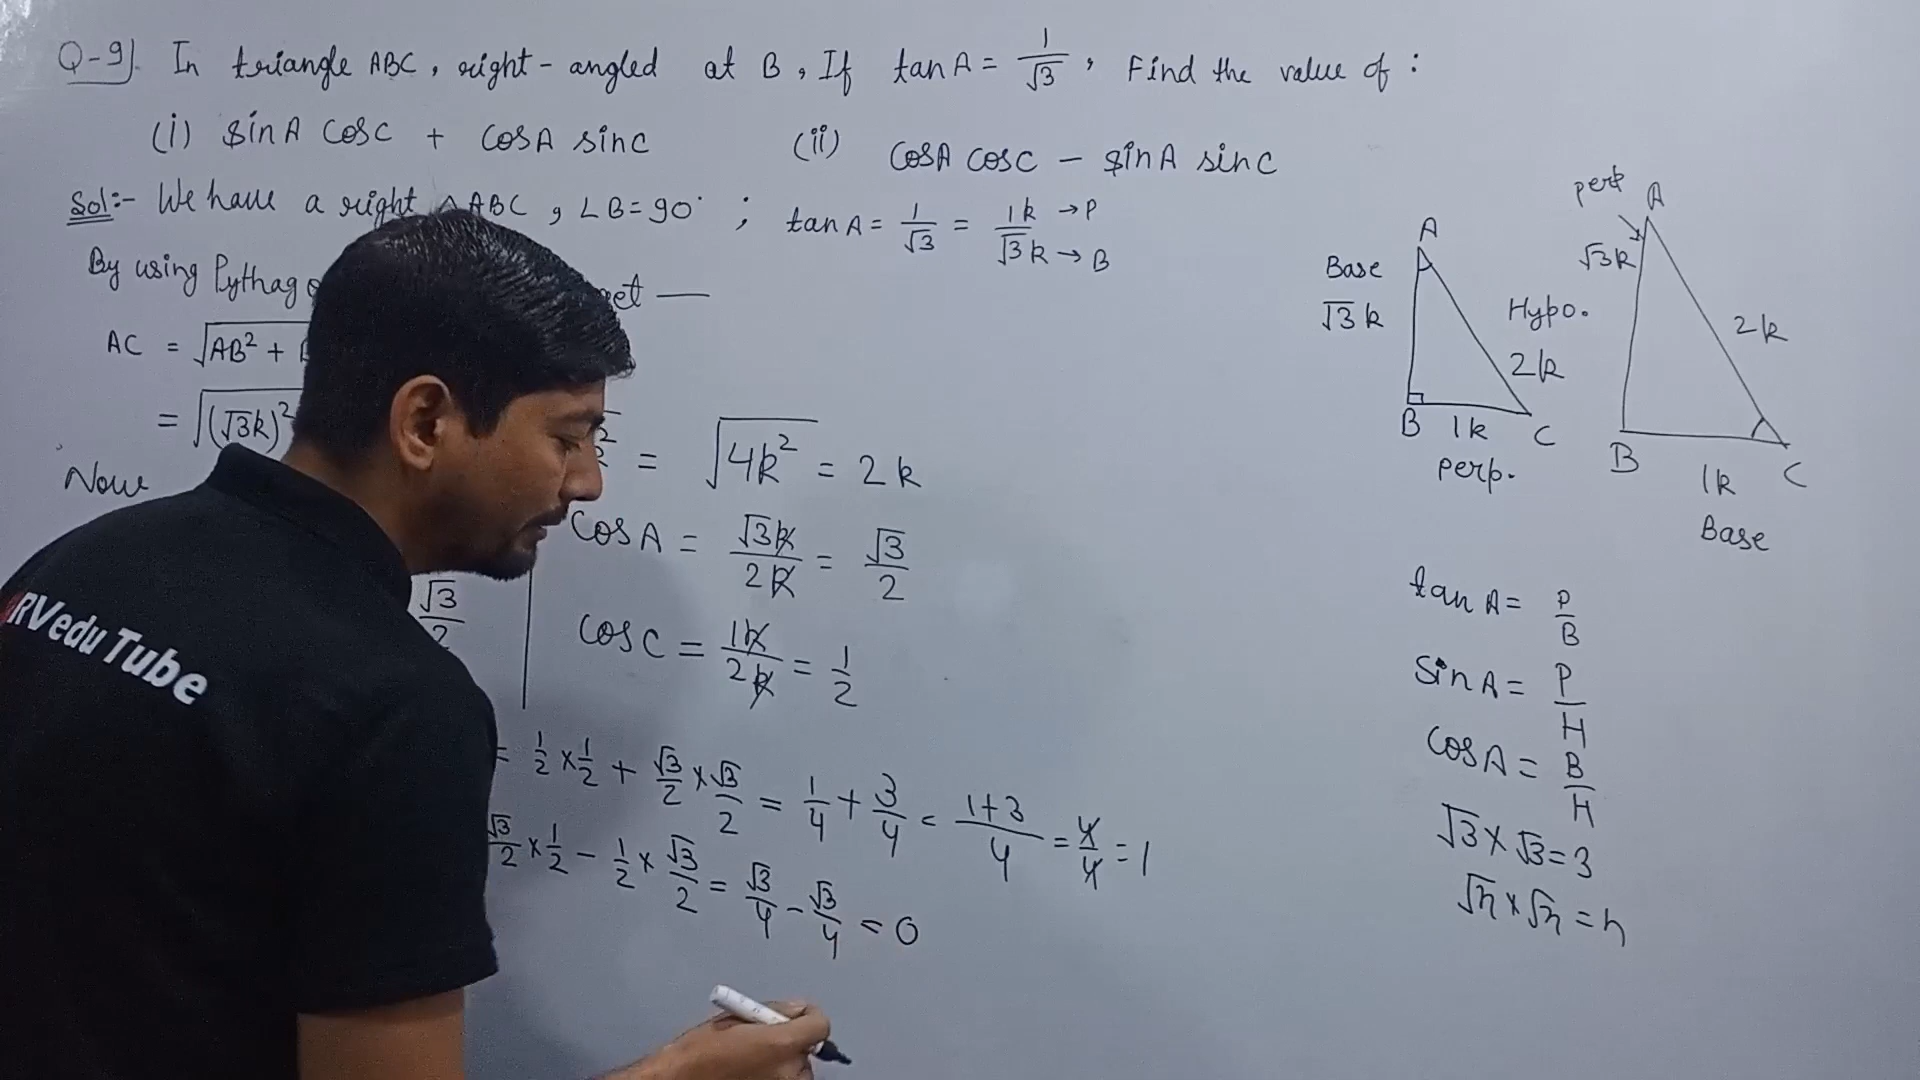 Q-9). In triangle ABC, right-angled at B, If tan A = 1/√3, Find the value of :
(i) sin A cos C + cos A sin C (ii) cos A cos C - sin A sin C
Sol:- We have a right △ABC, ∠B=90° ; tan A = 1/√3 = 1k/√3k →P →B
By using Pythag
AC = √AB² +
= √(√3k)² = √4k² = 2k
Now
cos A = √3k/2k = √3/2
√3/2
cos C = 1k/2k = 1/2
= 1/2 × 1/2 + √3/2 × √3/2 = 1/4 + 3/4 = 1+3/4 = 4/4 = 1
√3/2 × 1/2 - 1/2 × √3/2 = √3/4 - √3/4 = 0
A
Base
√3k
Hypo.
2k
B 1k C
perp.
perp
A
√3k
2k
B 1k C
Base
tan A = P/B
Sin A = P/H
cos A = B/H
√3 × √3 = 3
√n × √n = n
RVedu Tube